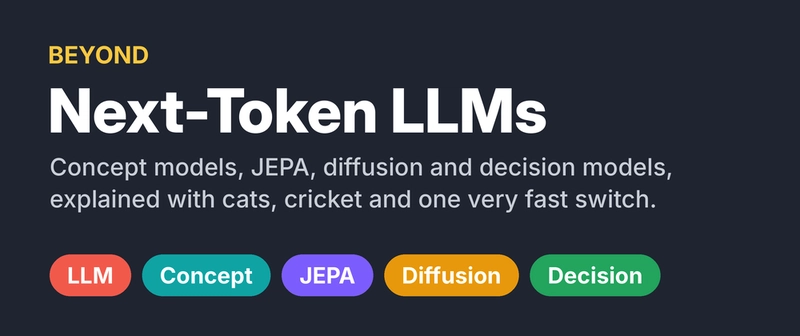 BEYOND
Next-Token LLMs
Concept models, JEPA, diffusion and decision models,
explained with cats, cricket and one very fast switch.
LLM Concept JEPA Diffusion Decision